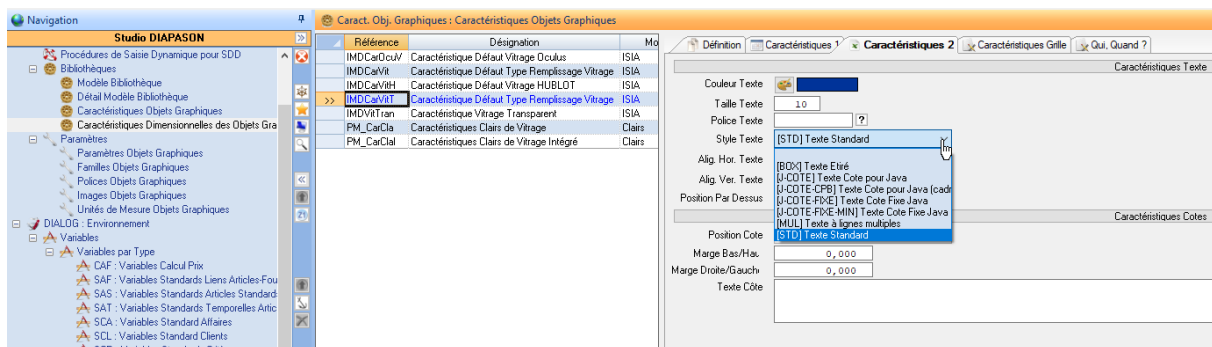 Navigation
Studio DIAPASON
Procédures de Saisie Dynamique pour SDD
Bibliothèques
Modèle Bibliothèque
Détail Modèle Bibliothèque
Caractéristiques Objets Graphiques
Caractéristiques Dimensionnelles des Objets Gra
Paramètres
Paramètres Objets Graphiques
Familles Objets Graphiques
Polices Objets Graphiques
Images Objets Graphiques
Unités de Mesure Objets Graphiques
DIALOG : Environnement
Variables
Variables par Type
CAF : Variables Calcul Prix
SAF : Variables Standards Liens Articles-Fou
SAS : Variables Standards Articles Standard
SAT : Variables Standards Temporelles Artic
SCA : Variables Standard Affaires
SCL : Variables Standard Clients
Caract. Obj. Graphiques : Caractéristiques Objets Graphiques
Référence Désignation Mo
IMDCarOcuV Caractéristique Défaut Vitrage Oculus ISIA
IMDCarVit Caractéristique Défaut Type Remplissage Vitrage ISIA
IMDCarVitH Caractéristique Défaut Vitrage HUBLOT ISIA
>> IMDCarVitT Caractéristique Défaut Type Remplissage Vitrage ISIA
IMDVitTran Caractéristique Vitrage Transparent ISIA
PM_CarCla Caractéristiques Clairs de Vitrage Clairs
PM_CarClaI Caractéristiques Clairs de Vitrage Intégré Clairs
Définition Caractéristiques 1 Caractéristiques 2 Caractéristiques Grille Qui, Quand ?
Caractéristiques Texte
Couleur Texte
Taille Texte 10
Police Texte ?
Style Texte [STD] Texte Standard
[BOX] Texte Etiré
[J-COTE] Texte Cote pour Java
[J-COTE-CPB] Texte Cote pour Java (cadr
[J-COTE-FIXE] Texte Cote Fixe Java
[J-COTE-FIXE-MIN] Texte Cote Fixe Java
[MUL] Texte à lignes multiples
[STD] Texte Standard
Alig. Hor. Texte
Alig. Ver. Texte
Position Par Dessus
Caractéristiques Cotes
Position Cote
Marge Bas/Hau
0,000
Marge Droite/Gauch
0,000
Texte Côte